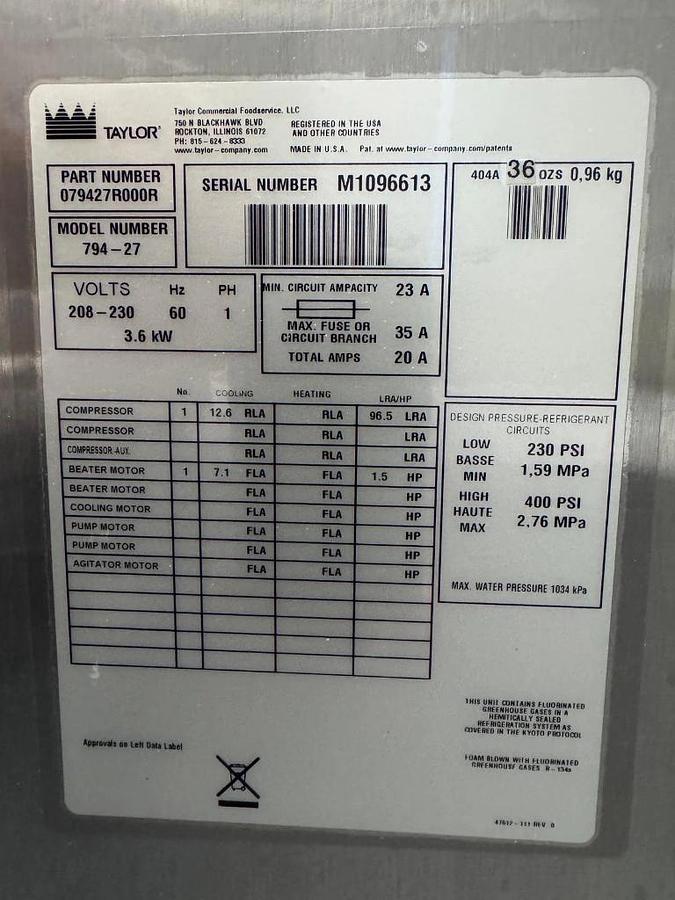 TAYLOR®
Taylor Commercial Foodservice. LLC
750 N BLACKHAWK BLVD
ROCKTON, ILLINOIS 61072
PH: 815-624-8333
www.taylor-company.com
REGISTERED IN THE USA
AND OTHER COUNTRIES
MADE IN U.S.A. Pat. at www.taylor-company.com/patents
PART NUMBER
079427R000R
SERIAL NUMBER M1096613
404A 36 OZS 0,96 kg
MODEL NUMBER
794-27
VOLTS Hz PH
208-230 60 1
3.6 kW
MIN. CIRCUIT AMPACITY 23 A
MAX. FUSE OR
CIRCUIT BRANCH 35 A
TOTAL AMPS 20 A
No. COOLING HEATING LRA/HP
COMPRESSOR 1 12.6 RLA RLA 96.5 LRA
COMPRESSOR RLA RLA LRA
COMPRESSOR-AUX. RLA RLA LRA
BEATER MOTOR 1 7.1 FLA FLA 1.5 HP
BEATER MOTOR FLA FLA HP
COOLING MOTOR FLA FLA HP
PUMP MOTOR FLA FLA HP
PUMP MOTOR FLA FLA HP
AGITATOR MOTOR FLA FLA HP
DESIGN PRESSURE-REFRIGERANT
CIRCUITS
LOW
BASSE
MIN
230 PSI
1,59 MPa
HIGH
HAUTE
MAX
400 PSI
2,76 MPa
MAX. WATER PRESSURE 1034 kPa
THIS UNIT CONTAINS FLUORINATED
GREENHOUSE GASES IN A
HEMITICALLY SEALED
REFRIGERATION SYSTEM AS
COVERED IN THE KYOTO PROTOCOL
FOAM BLOWN WITH FLUORINATED
GREENHOUSE GASES R-134a
Approvals on Left Data Label
47612-111 REV. 0